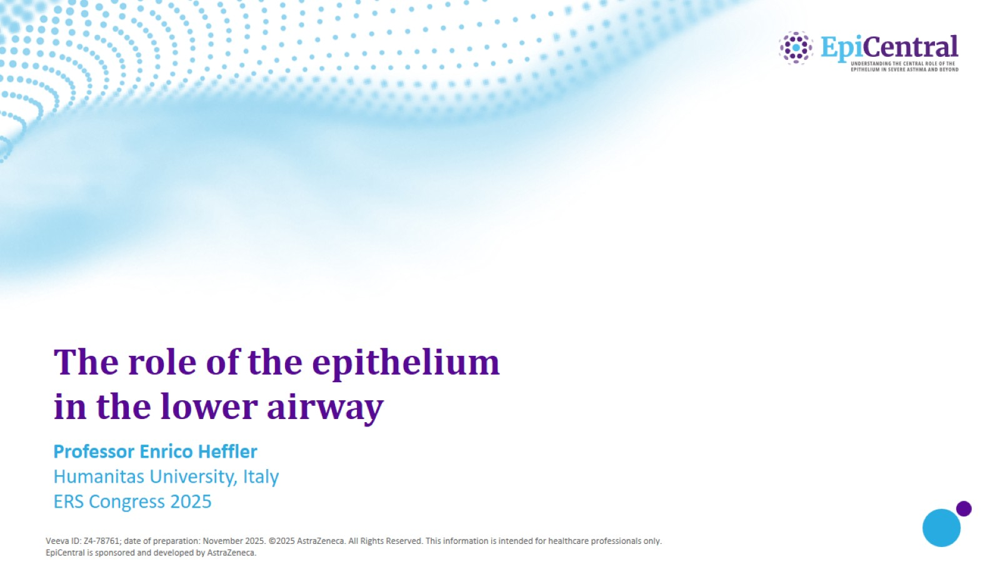 EpiCentral
UNDERSTANDING THE CENTRAL ROLE OF THE
EPITHELIUM IN SEVERE ASTHMA AND BEYOND
The role of the epithelium
in the lower airway
Professor Enrico Heffler
Humanitas University, Italy
ERS Congress 2025
Veeva ID: Z4-78761; date of preparation: November 2025. ©2025 AstraZeneca. All Rights Reserved. This information is intended for healthcare professionals only.
EpiCentral is sponsored and developed by AstraZeneca.